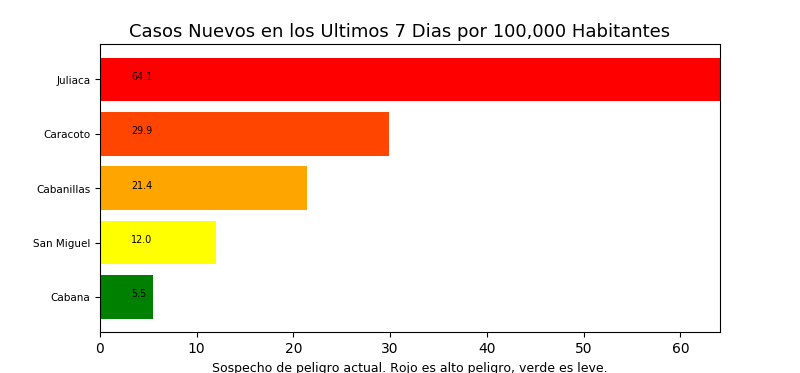 Casos Nuevos en los Ultimos 7 Dias por 100,000 Habitantes
Juliaca 64.1
Caracoto 29.9
Cabanillas 21.4
San Miguel 12.0
Cabana 5.5
0 10 20 30 40 50 60
Sospecho de peligro actual. Rojo es alto peligro, verde es leve.